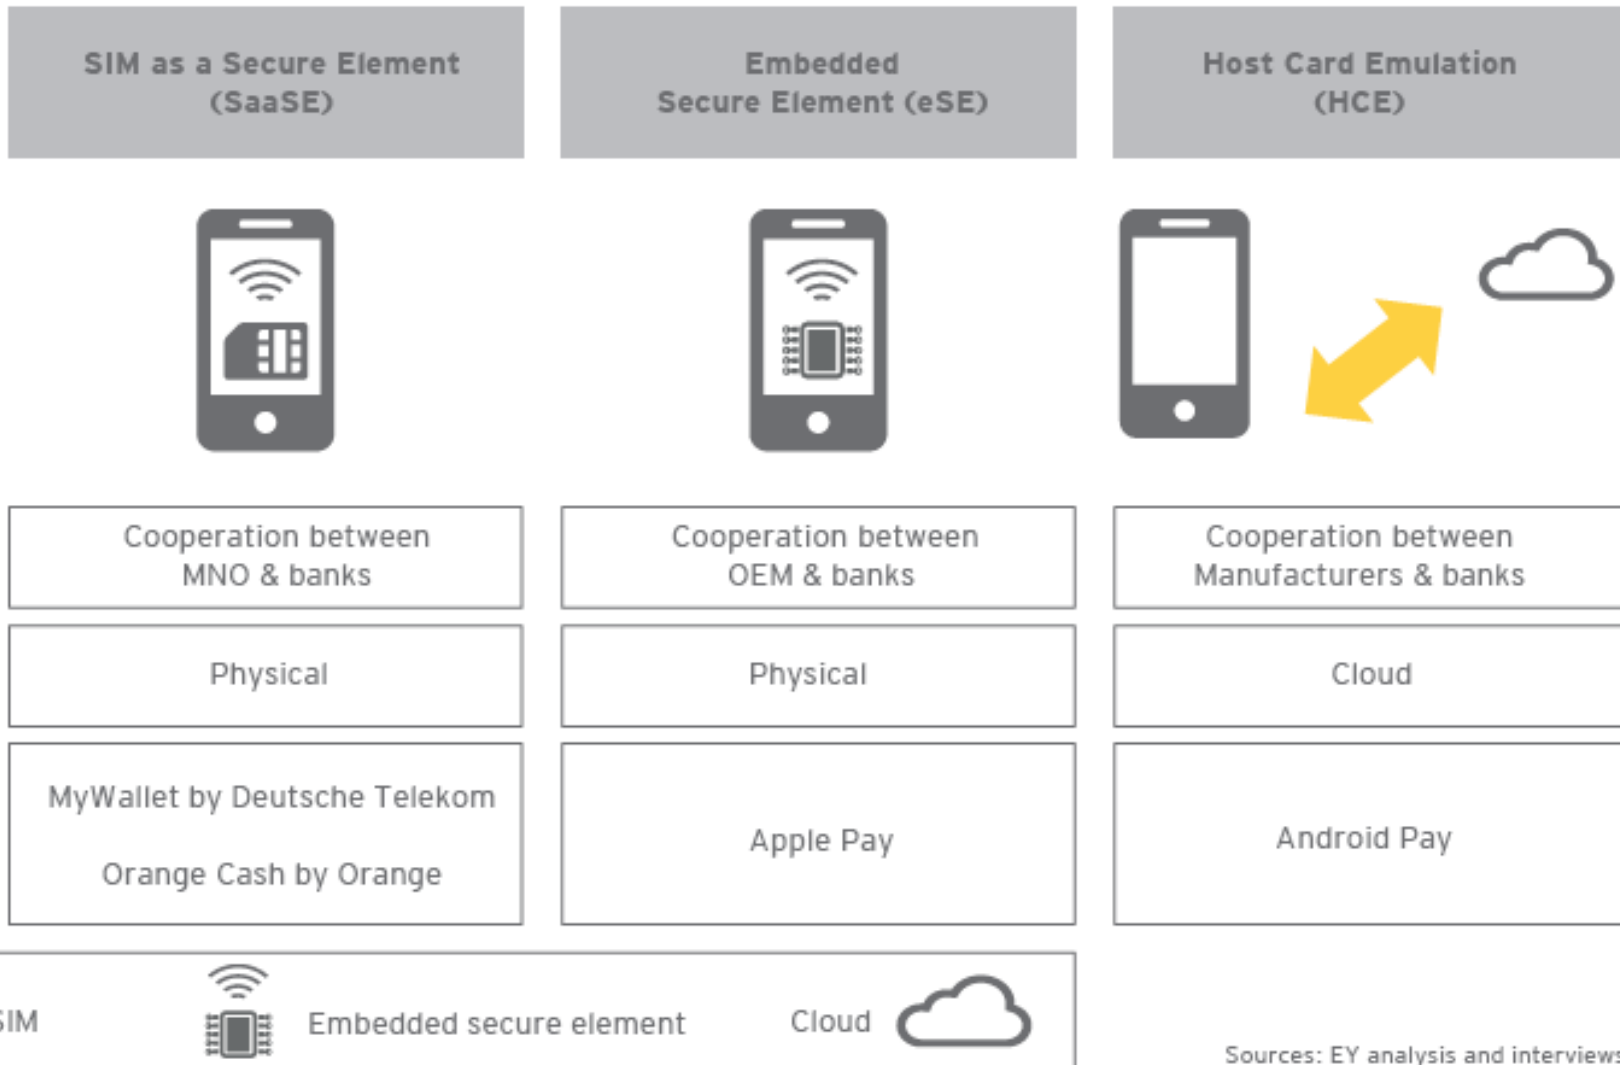 SIM as a Secure Element
(SaaSE)
Embedded
Secure Element (eSE)
Host Card Emulation
(HCE)
Cooperation between
MNO & banks
Cooperation between
OEM & banks
Cooperation between
Manufacturers & banks
Physical
Physical
Cloud
MyWallet by Deutsche Telekom
Orange Cash by Orange
Apple Pay
Android Pay
SIM
Embedded secure element
Cloud
Sources: EY analysis and interviews